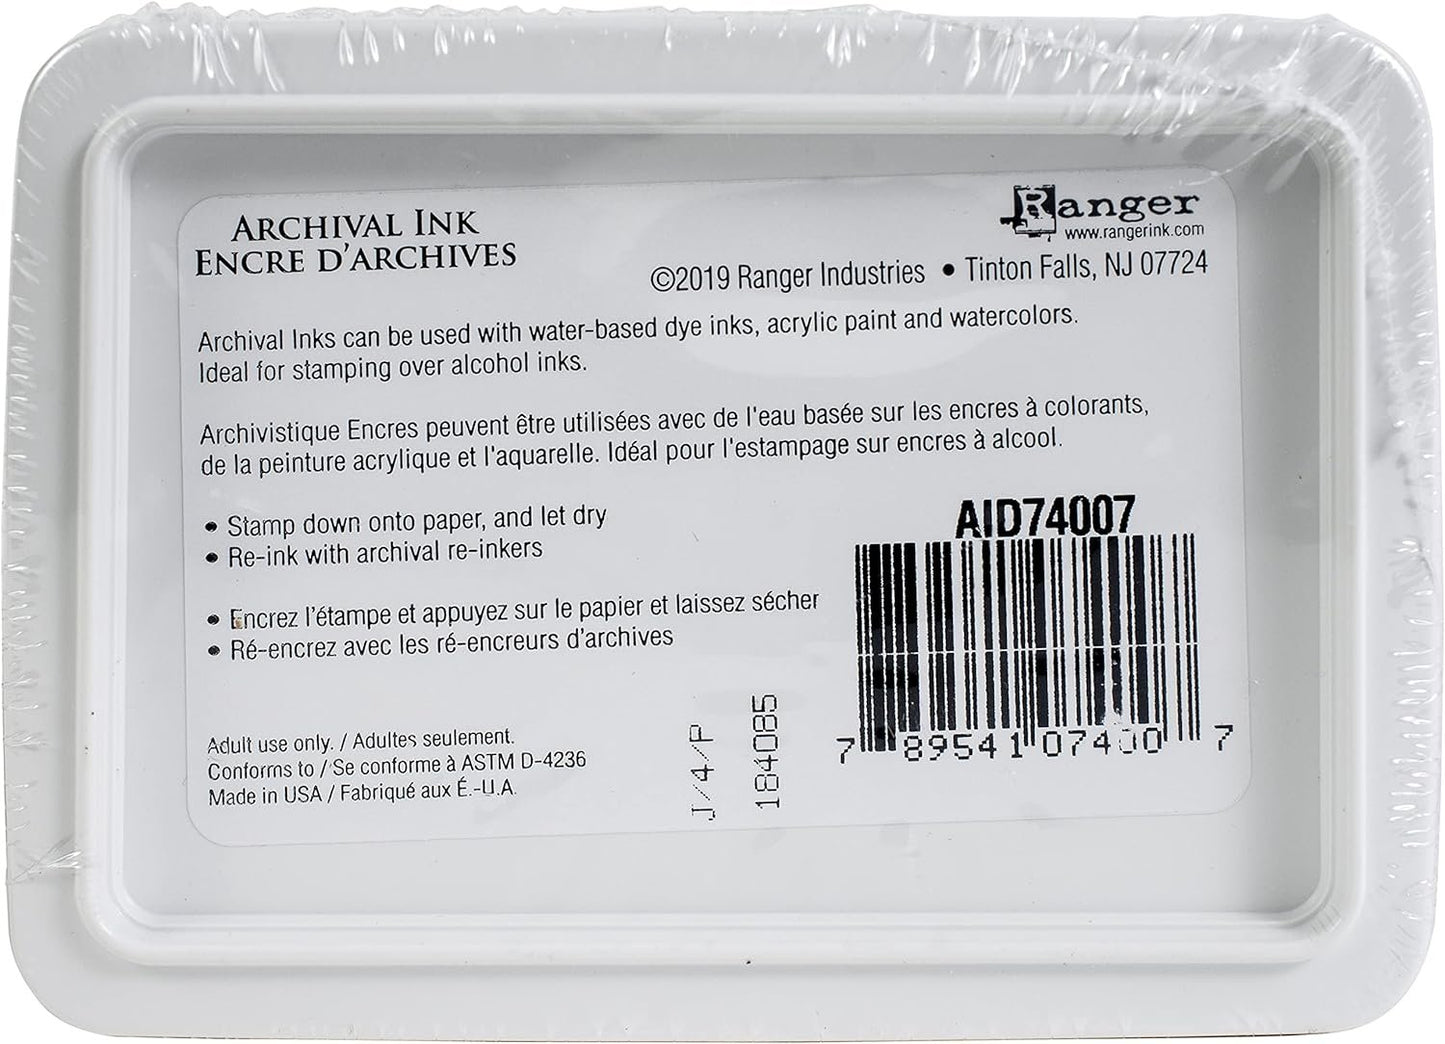 ARCHIVAL INK
ENCRE D'ARCHIVES
Ranger
www.rangerink.com
©2019 Ranger Industries • Tinton Falls, NJ 07724
Archival Inks can be used with water-based dye inks, acrylic paint and watercolors.
Ideal for stamping over alcohol inks.
Archivistique Encres peuvent être utilisées avec de l'eau basée sur les encres à colorants,
de la peinture acrylique et l'aquarelle. Idéal pour l'estampage sur encres à alcool.
• Stamp down onto paper, and let dry
• Re-ink with archival re-inkers
• Encrez l'étampe et appuyez sur le papier et laissez sécher
• Ré-encrez avec les ré-encreurs d'archives
AID74007
7 89541 07400 7
Adult use only. / Adultes seulement.
Conforms to / Se conforme à ASTM D-4236
Made in USA / Fabriqué aux É.-U.A.
J/4/P
184085